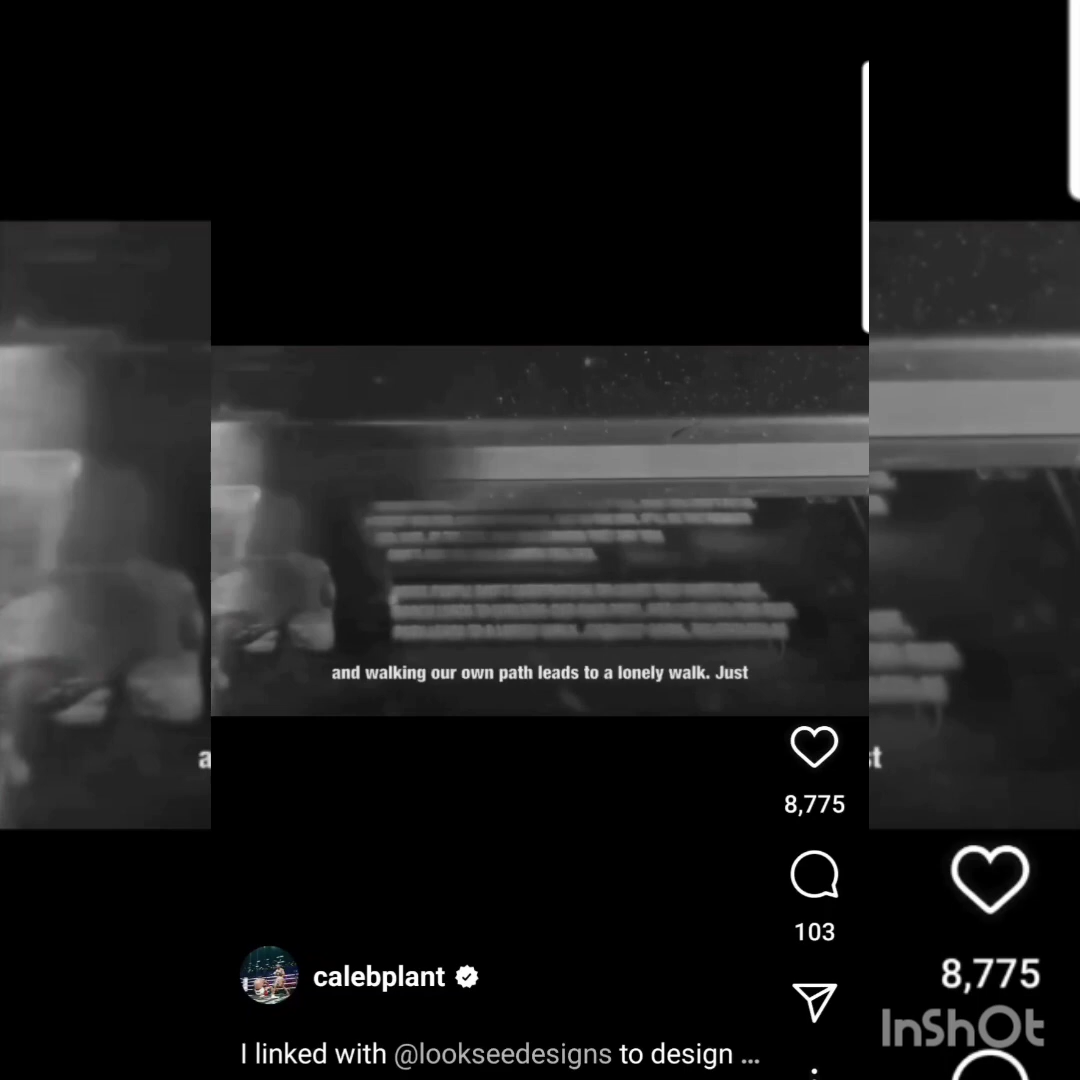 and walking our own path leads to a lonely walk. Just
a
st
8,775
103
calebplant
I linked with @lookseedesigns to design ...
8,775
InShOt